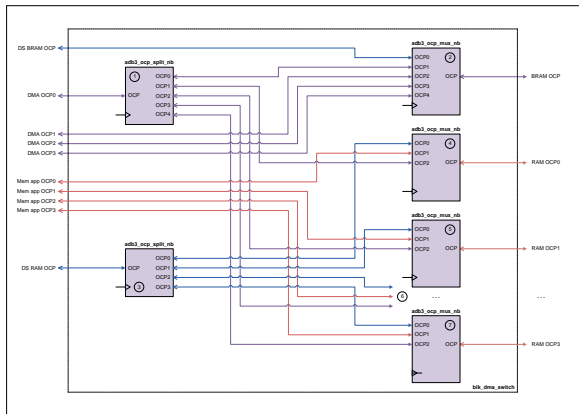 DS BRAM OCP
adb3_ocp_split_nb
1
OCP0
OCP1
DMA OCP0
OCP
OCP2
OCP3
OCP4
DMA OCP1
DMA OCP2
DMA OCP3
Mem app OCP0
Mem app OCP1
Mem app OCP2
Mem app OCP3
adb3_ocp_split_nb
OCP0
DS RAM OCP
OCP
OCP1
OCP2
3
OCP3
adb3_ocp_mux_nb
OCP0
2
OCP1
OCP2
OCP
BRAM OCP
OCP3
OCP4
adb3_ocp_mux_nb
OCP0
4
OCP1
OCP2
OCP
RAM OCP0
adb3_ocp_mux_nb
OCP0
5
OCP1
OCP2
OCP
RAM OCP1
6
...
...
adb3_ocp_mux_nb
OCP0
7
OCP1
OCP2
OCP
RAM OCP3
blk_dma_switch